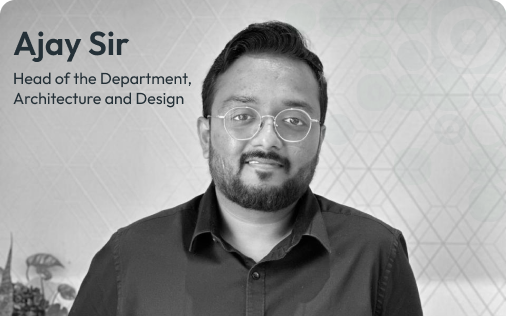 Ajay Sir
Head of the Department,
Architecture and Design